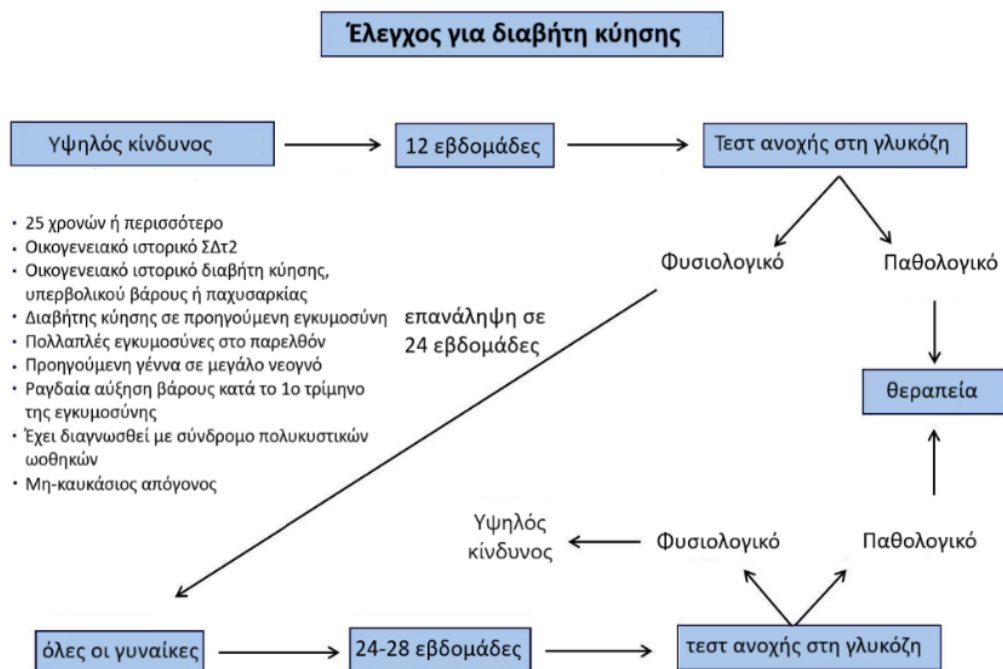 Έλεγχος για διαβήτη κύησης
Υψηλός κίνδυνος
12 εβδομάδες
Τεστ ανοχής στη γλυκόζη
25 χρονών ή περισσότερο
Οικογενειακό ιστορικό ΣΔτ2
Οικογενειακό ιστορικό διαβήτη κύησης,
υπερβολικού βάρους ή παχυσαρκίας
Διαβήτης κύησης σε προηγούμενη εγκυμοσύνη
Πολλαπλές εγκυμοσύνες στο παρελθόν
Προηγούμενη γέννα σε μεγάλο νεογνό
Ραγδαία αύξηση βάρους κατά το 1ο τρίμηνο
της εγκυμοσύνης
Έχει διαγνωσθεί με σύνδρομο πολυκυστικών
ωοθηκών
Μη-καυκάσιος απόγονος
Φυσιολογικό
Παθολογικό
επανάληψη σε
24 εβδομάδες
θεραπεία
Υψηλός
κίνδυνος
Φυσιολογικό
Παθολογικό
όλες οι γυναίκες
24-28 εβδομάδες
τεστ ανοχής στη γλυκόζη